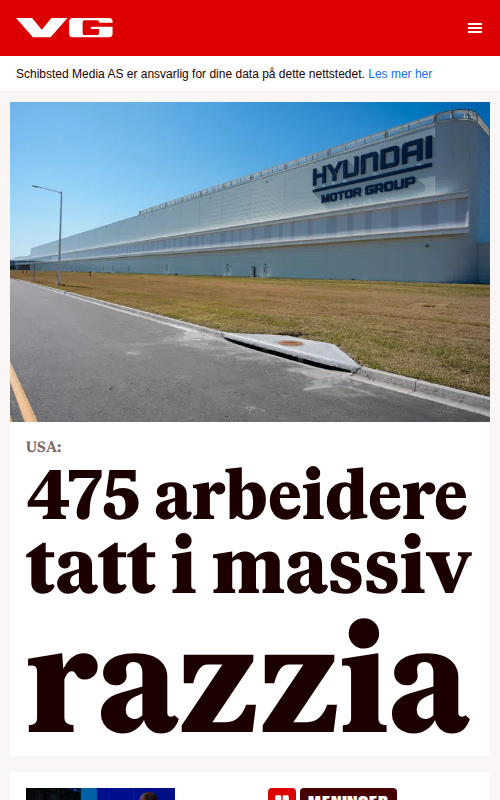 VG
Schibsted Media AS er ansvarlig for dine data på dette nettstedet. Les mer her
HYUNDAI
MOTOR GROUP
USA:
475 arbeidere
tatt i massiv
razzia
MENINGER